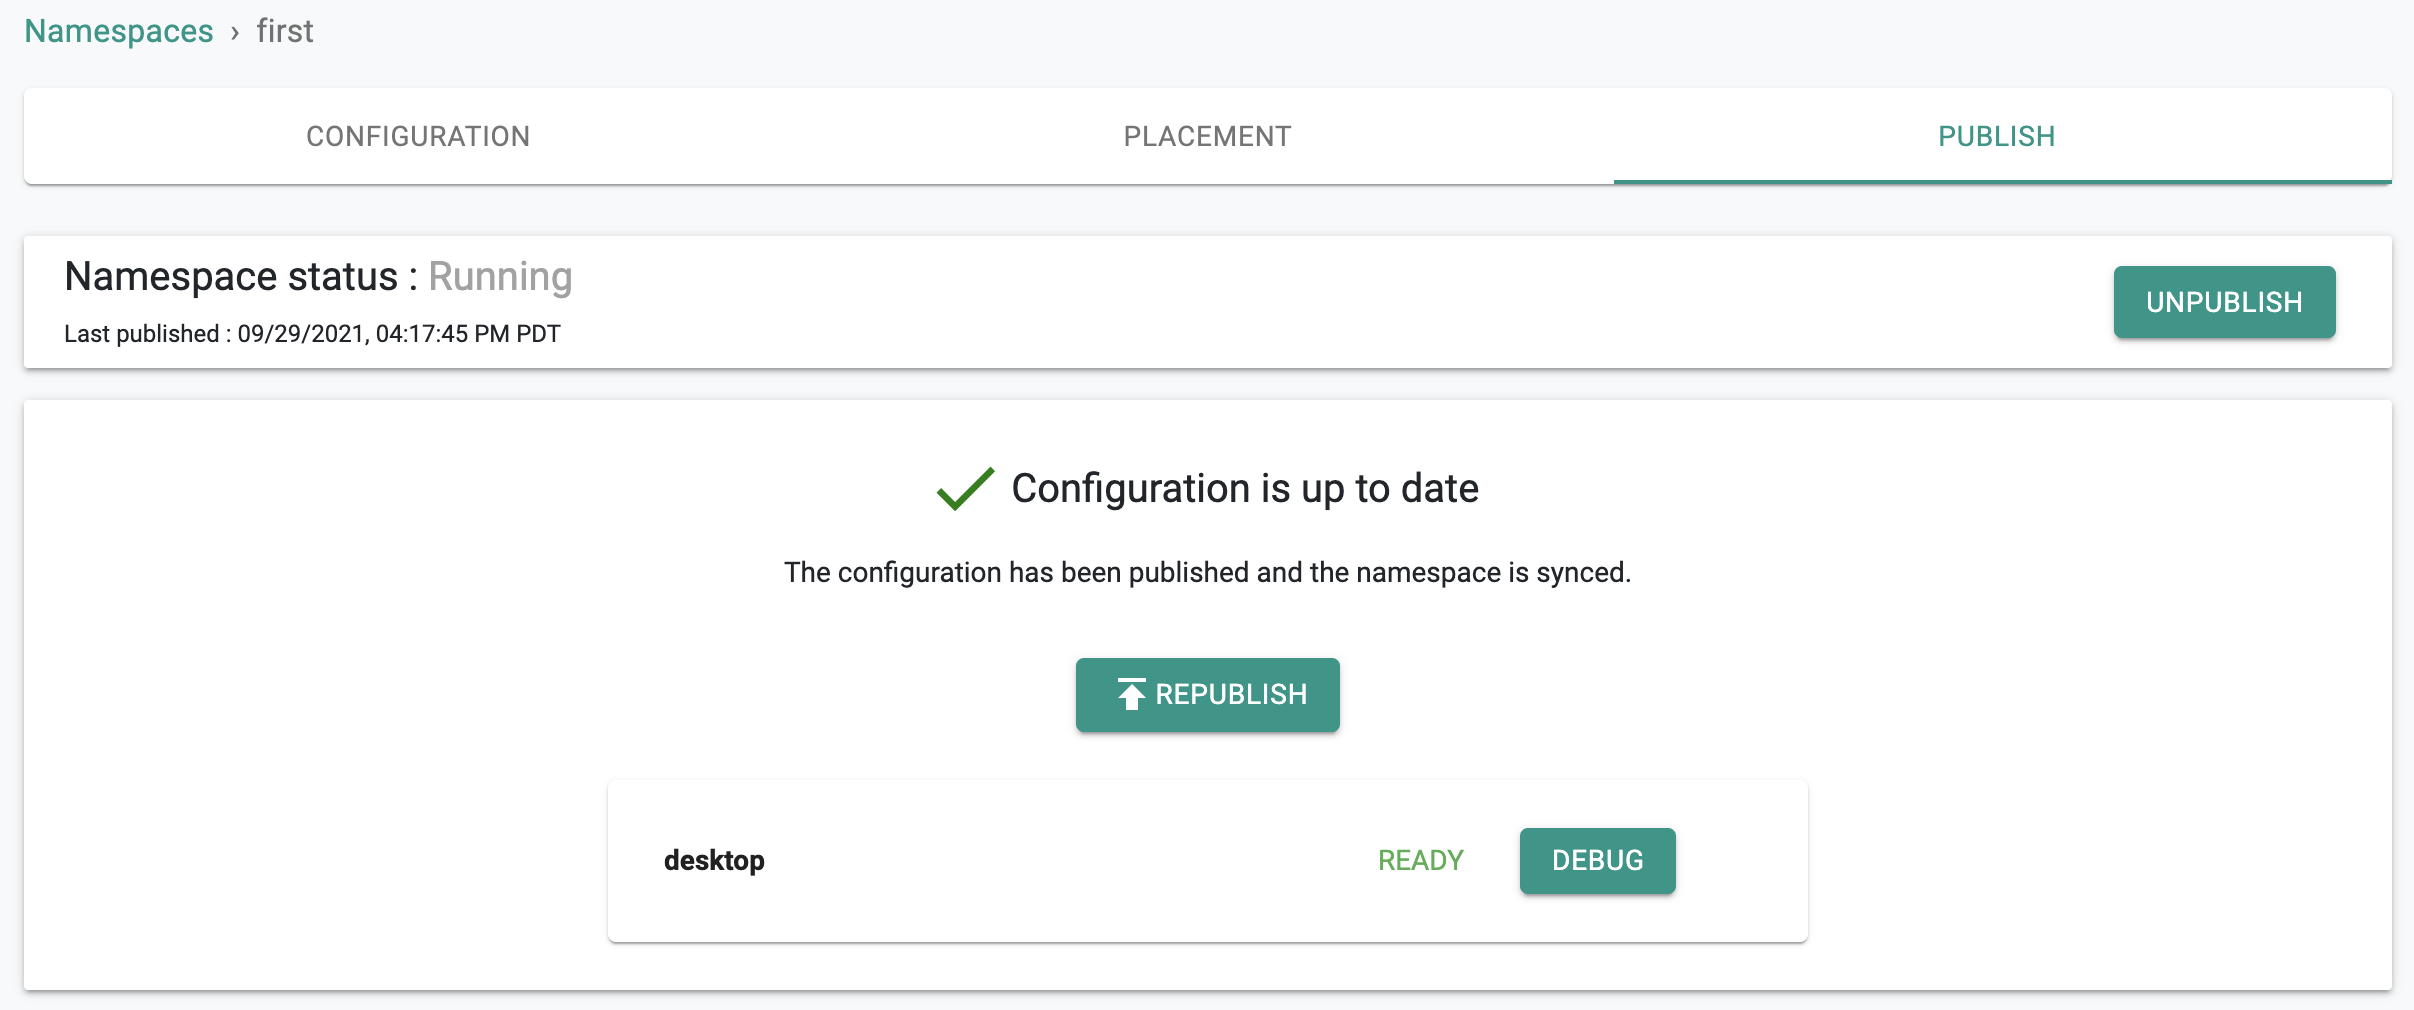 Namespaces › first
CONFIGURATION PLACEMENT PUBLISH
Namespace status : Running
UNPUBLISH
Last published : 09/29/2021, 04:17:45 PM PDT
Configuration is up to date
The configuration has been published and the namespace is synced.
REPUBLISH
desktop READY DEBUG